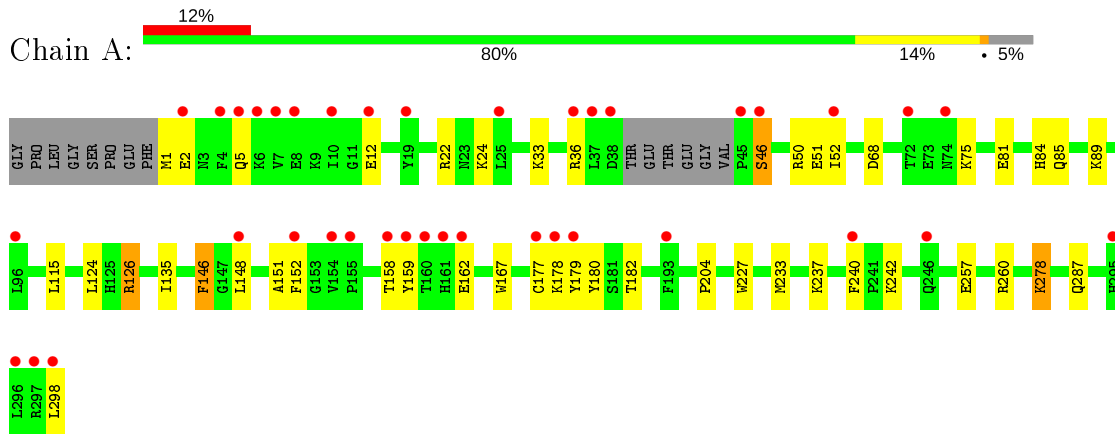 12%
Chain A:
80% 14% • 5%
GLY PRO LEU GLY SER PRO GLU PHE M1 E2 N3 F4 Q5 K6 V7 E8 K9 I10 G11 E12 Y19 R22 N23 K24 L25 K33 R36 L37 D38 THR GLU THR GLU GLY VAL P45 S46 R50 E51 I52 D68 T72 E73 N74 K75 E81 H84 Q85 K89
L96 L115 L124 H125 R126 I135 F146 G147 L148 A151 F152 G153 V154 P155 T158 Y159 T160 H161 E162 W167 C177 K178 Y179 Y180 S181 T182 F193 P204 W227 M233 K237 F240 P241 K242 Q246 E257 R260 K278 Q287 H295
L296 R297 L298